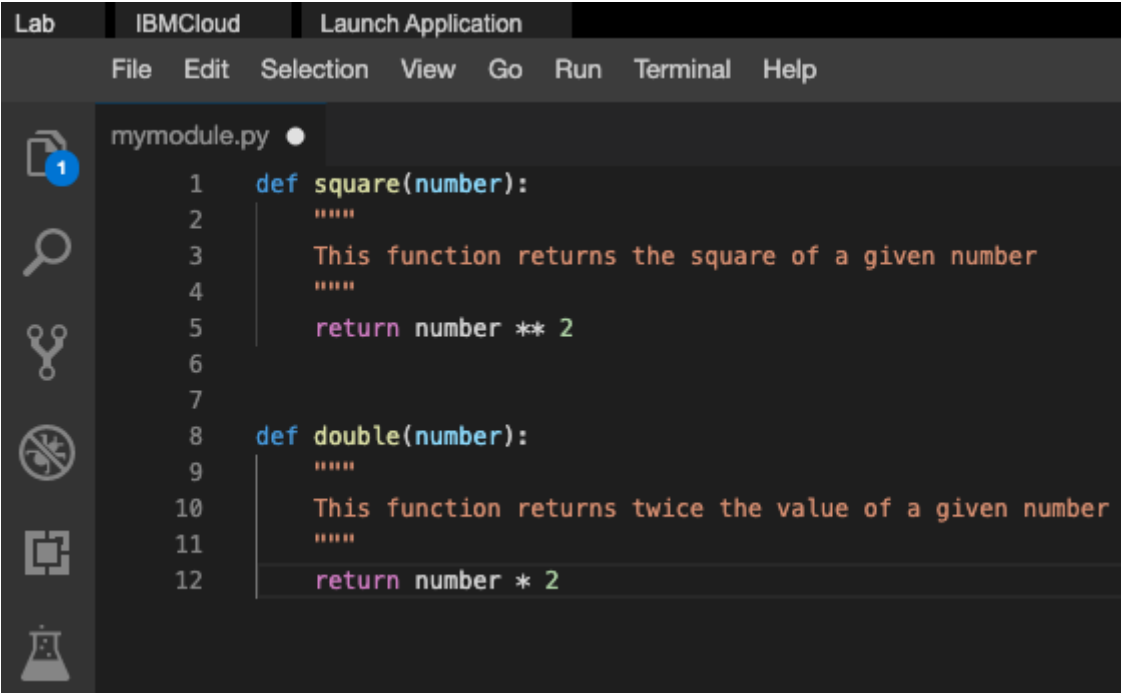 Lab IBMCloud Launch Application
File Edit Selection View Go Run Terminal Help
mymodule.py
1
1 def square(number):
2 """
3 This function returns the square of a given number
4 """
5 return number ** 2
6
7
8 def double(number):
9 """
10 This function returns twice the value of a given number
11 """
12 return number * 2